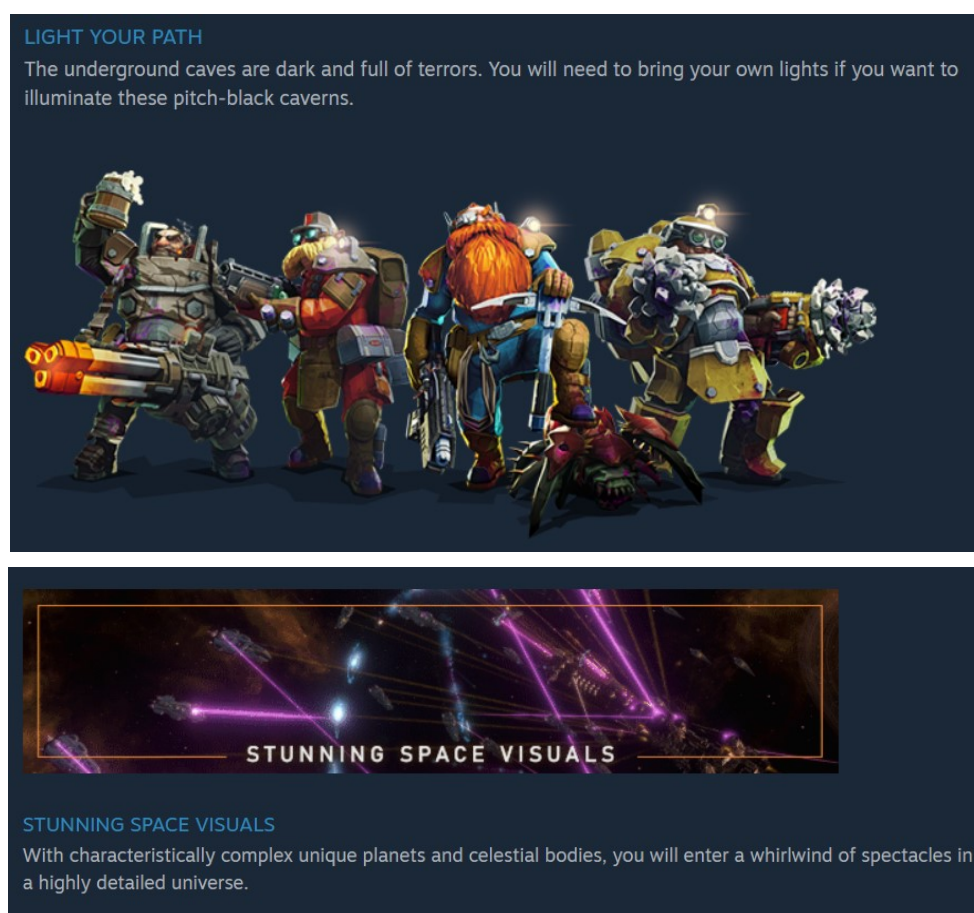 LIGHT YOUR PATH
The underground caves are dark and full of terrors. You will need to bring your own lights if you want to
illuminate these pitch-black caverns.
STUNNING SPACE VISUALS
STUNNING SPACE VISUALS
With characteristically complex unique planets and celestial bodies, you will enter a whirlwind of spectacles in
a highly detailed universe.